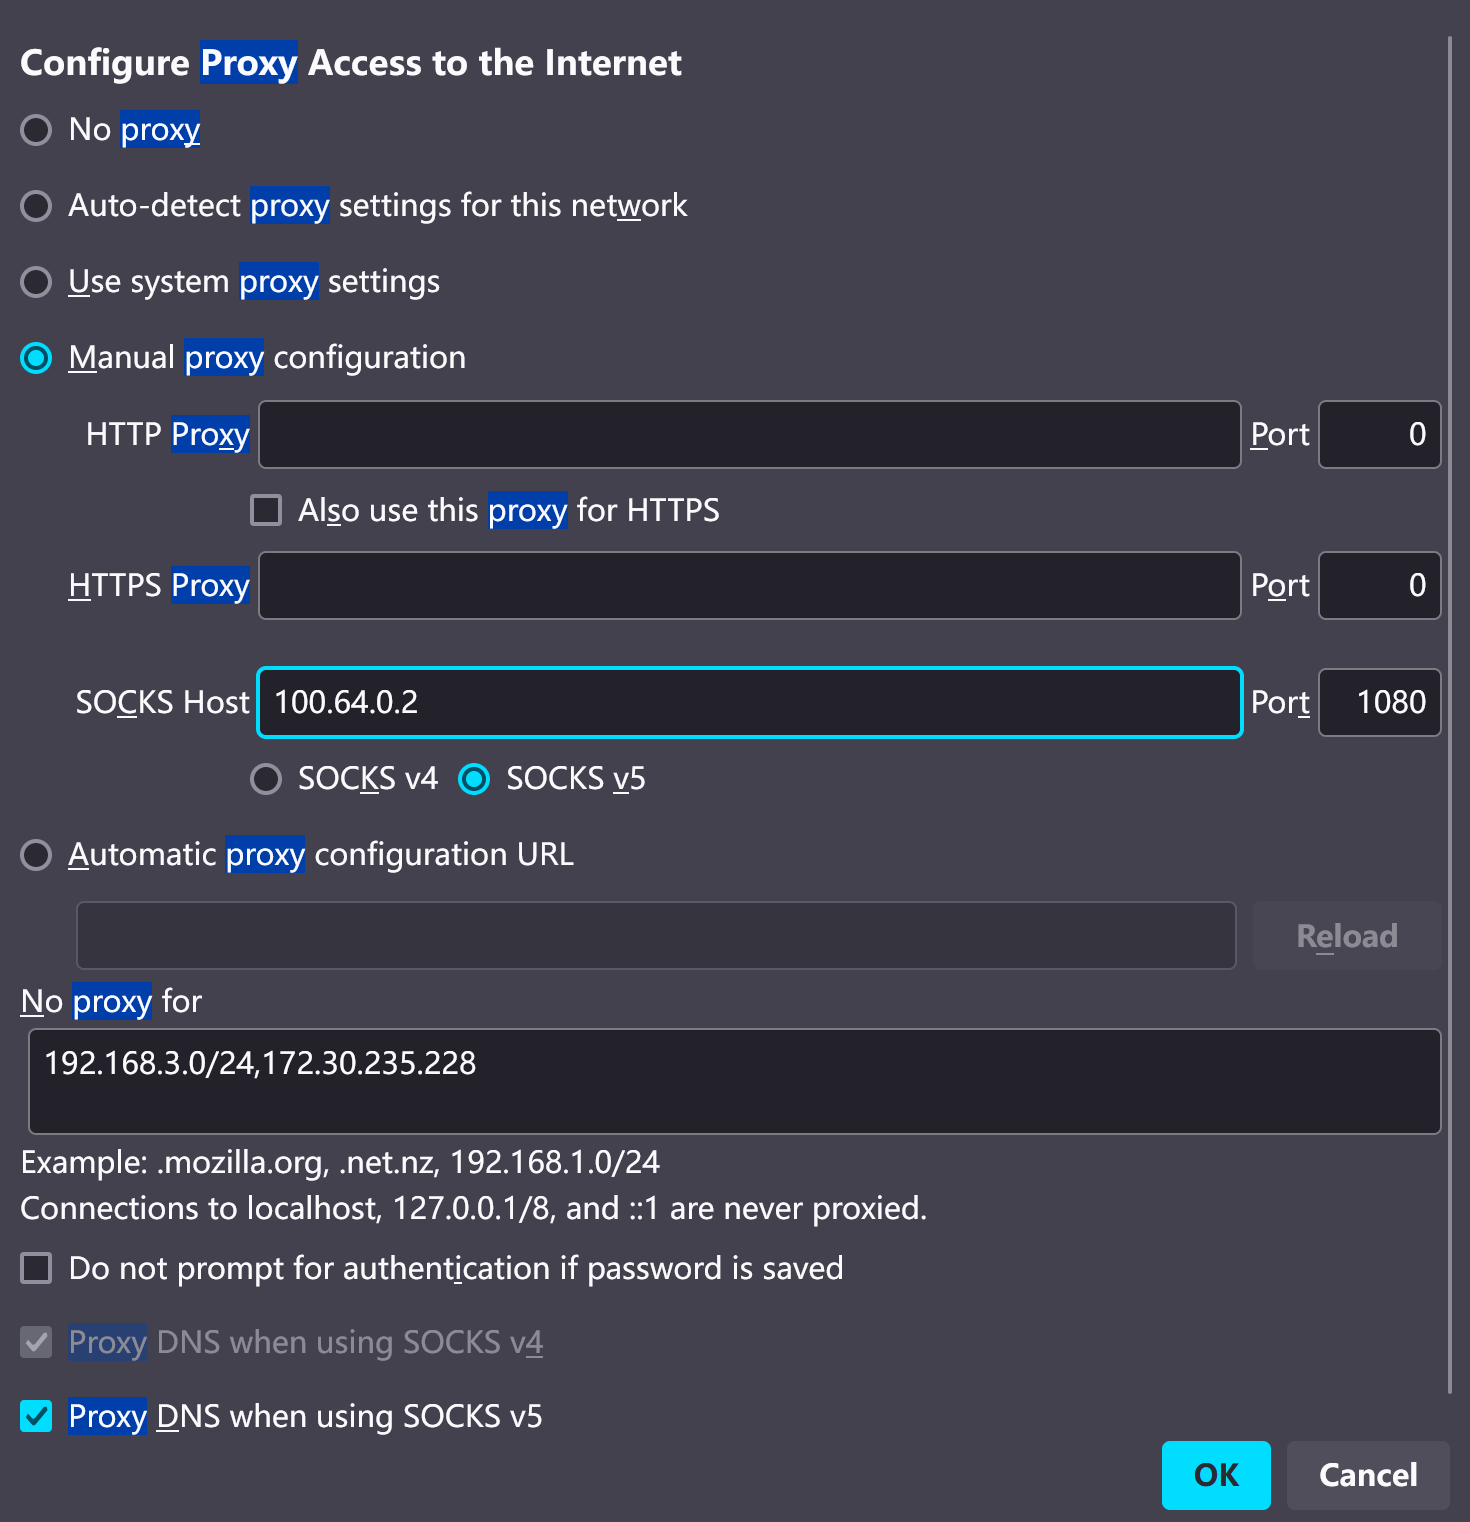 Configure Proxy Access to the Internet
No proxy
Auto-detect proxy settings for this network
Use system proxy settings
Manual proxy configuration
HTTP Proxy Port 0
Also use this proxy for HTTPS
HTTPS Proxy Port 0
SOCKS Host 100.64.0.2 Port 1080
SOCKS v4 SOCKS v5
Automatic proxy configuration URL
Reload
No proxy for
192.168.3.0/24,172.30.235.228
Example: .mozilla.org, .net.nz, 192.168.1.0/24
Connections to localhost, 127.0.0.1/8, and ::1 are never proxied.
Do not prompt for authentication if password is saved
Proxy DNS when using SOCKS v4
Proxy DNS when using SOCKS v5
OK Cancel